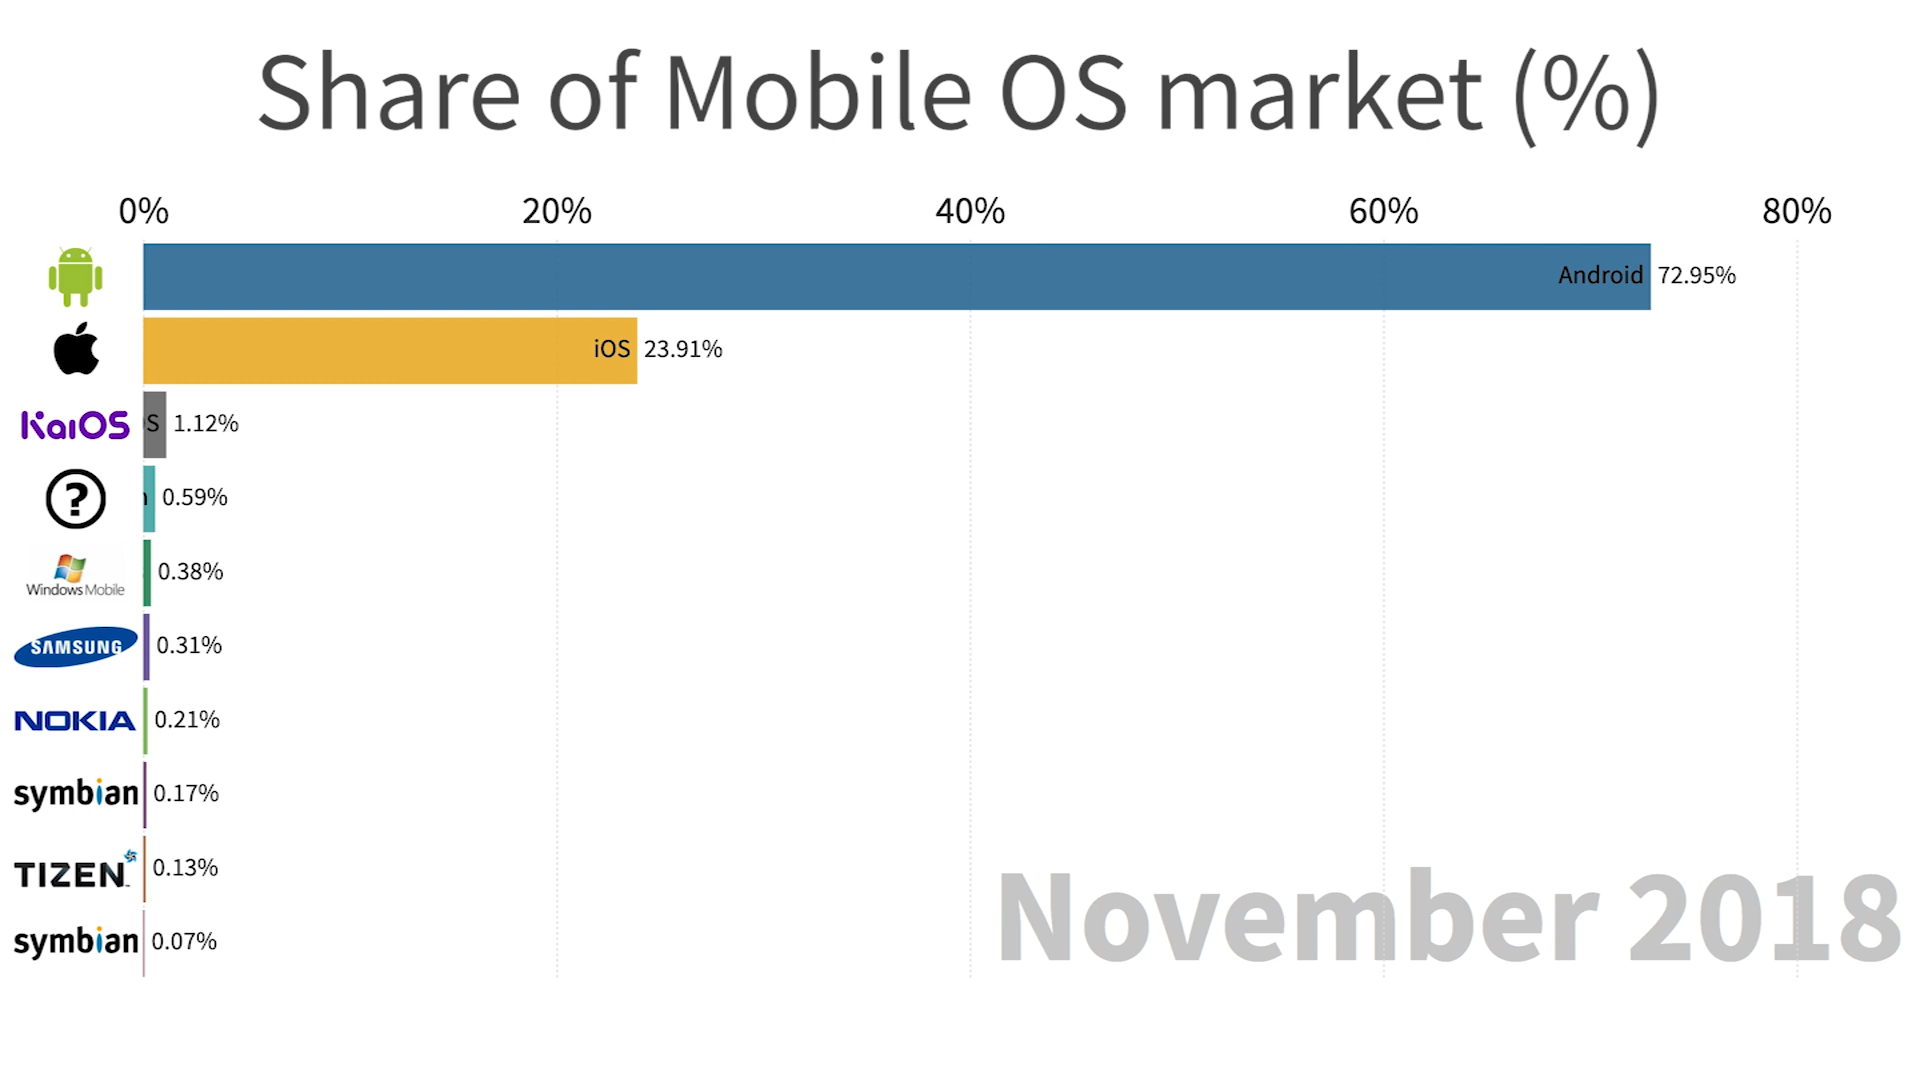 Share of Mobile OS market (%)
0% 20% 40% 60% 80%
Android 72.95%
iOS 23.91%
KaiOS S 1.12%
? n 0.59%
Windows Mobile 0.38%
SAMSUNG 0.31%
NOKIA 0.21%
symbian 0.17%
TIZEN 0.13%
symbian 0.07%
November 2018